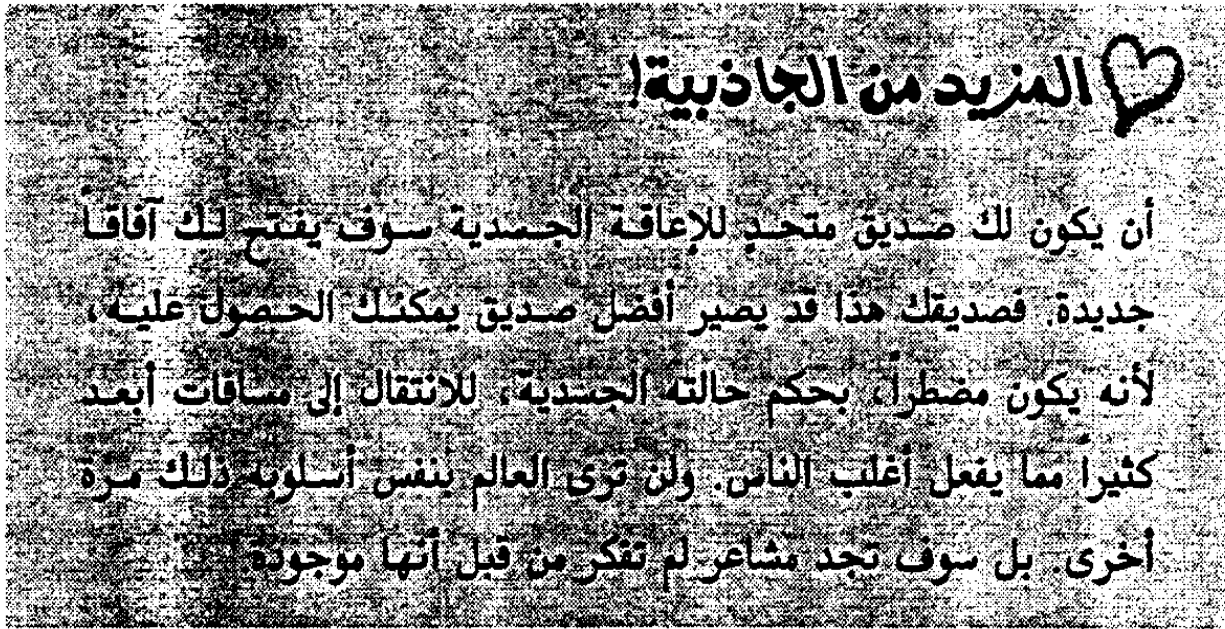 المزيد من الجاذبية!
أن يكون لك صديق متحدٍ للإعاقة الجسدية سوف يفتح لك آفاقاً
جديدة. فصديقك هذا قد يصير أفضل صديق يمكنك الحصول عليه،
لأنه يكون مضطراً، بحكم حالته الجسدية، للانتقال إلى مسافات أبعد
كثيراً مما يفعل أغلب الناس. ولن ترى العالم بنفس أسلوبه ذلك مرة
أخرى. بل سوف تجد مشاعر لم تفكر من قبل أنها موجودة.